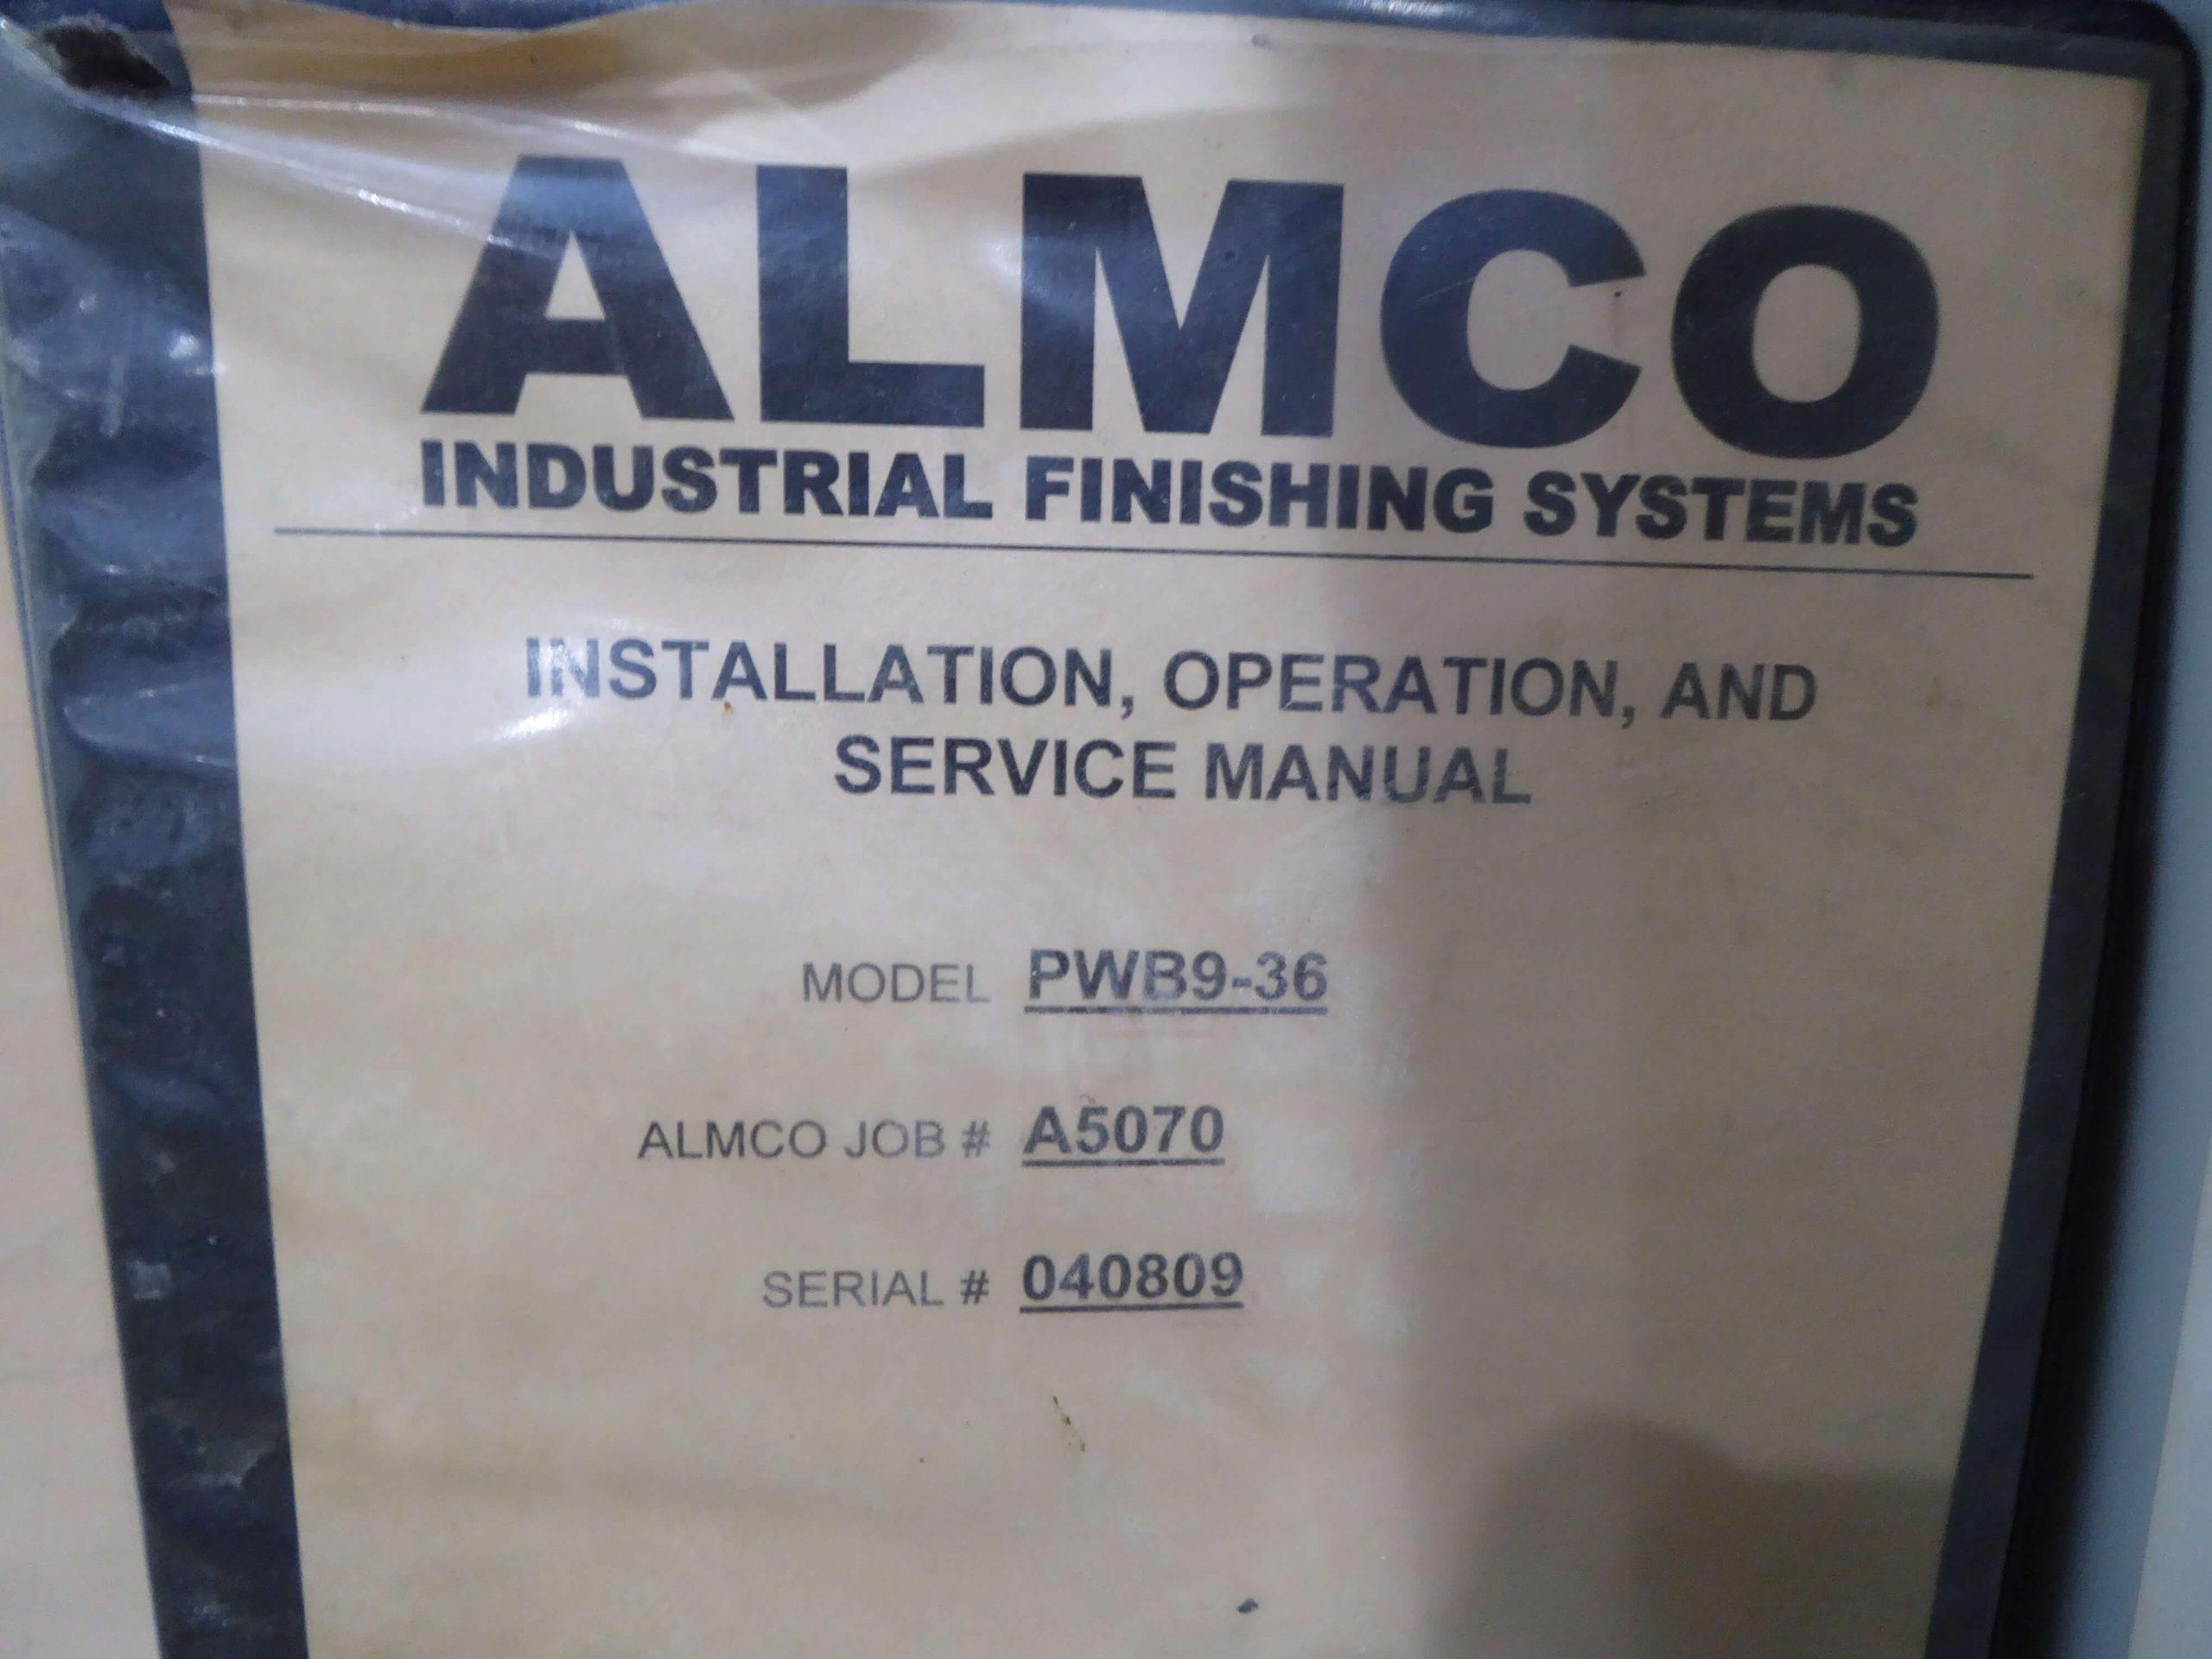 ALMCO
INDUSTRIAL FINISHING SYSTEMS
INSTALLATION, OPERATION, AND
SERVICE MANUAL
MODEL PWB9-36
ALMCO JOB # A5070
SERIAL # 040809